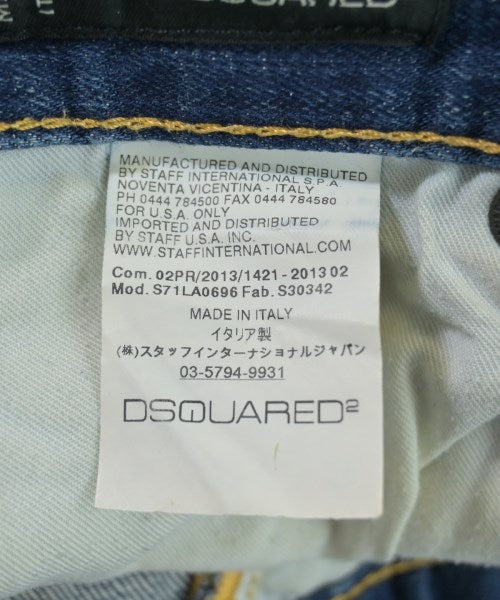 DSQUARED
MANUFACTURED AND DISTRIBUTED
BY STAFF INTERNATIONAL S.P.A.
NOVENTA VICENTINA - ITALY
PH 0444 784500 FAX 0444 784580
FOR U.S.A. ONLY
IMPORTED AND DISTRIBUTED
BY STAFF U.S.A. INC.
WWW.STAFFINTERNATIONAL.COM
Com. 02PR/2013/1421 - 2013 02
Mod. S71LA0696 Fab. S30342
MADE IN ITALY
イタリア製
(株)スタッフインターナショナルジャパン
03-5794-9931
DSQUARED²